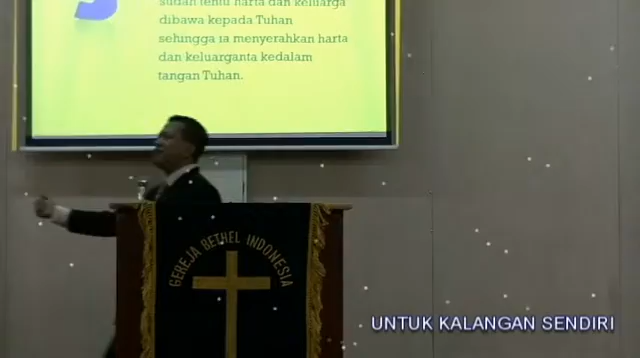 sudah tentu harta dan keluarga
dibawa kepada Tuhan
sehingga ia menyerahkan harta
dan keluarganta kedalam
tangan Tuhan.
GEREJA BETHEL INDONESIA
UNTUK KALANGAN SENDIRI